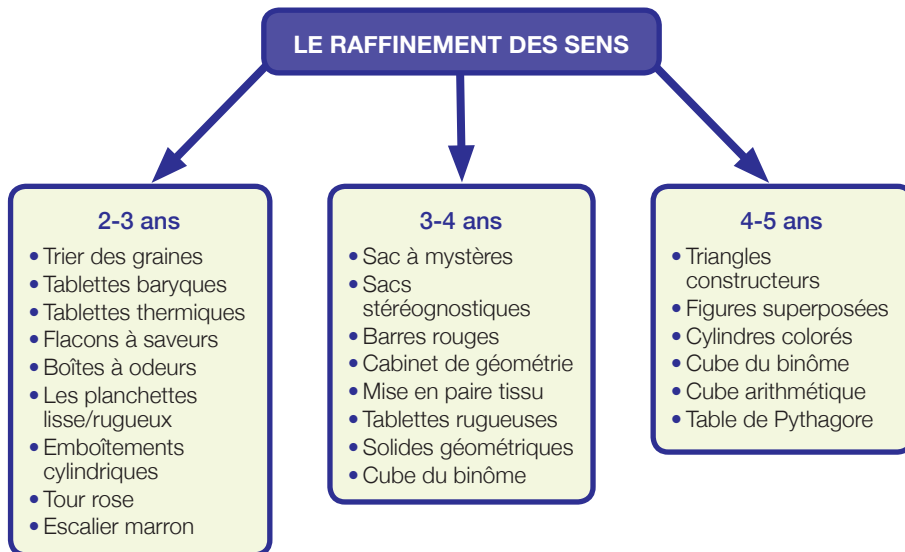 LE RAFFINEMENT DES SENS
2-3 ans
• Trier des graines
• Tablettes baryques
• Tablettes thermiques
• Flacons à saveurs
• Boîtes à odeurs
• Les planchettes
lisse/rugueux
• Emboîtements
cylindriques
• Tour rose
• Escalier marron
3-4 ans
• Sac à mystères
• Sacs
stéréognostiques
• Barres rouges
• Cabinet de géométrie
• Mise en paire tissu
• Tablettes rugueuses
• Solides géométriques
• Cube du binôme
4-5 ans
• Triangles
constructeurs
• Figures superposées
• Cylindres colorés
• Cube du binôme
• Cube arithmétique
• Table de Pythagore